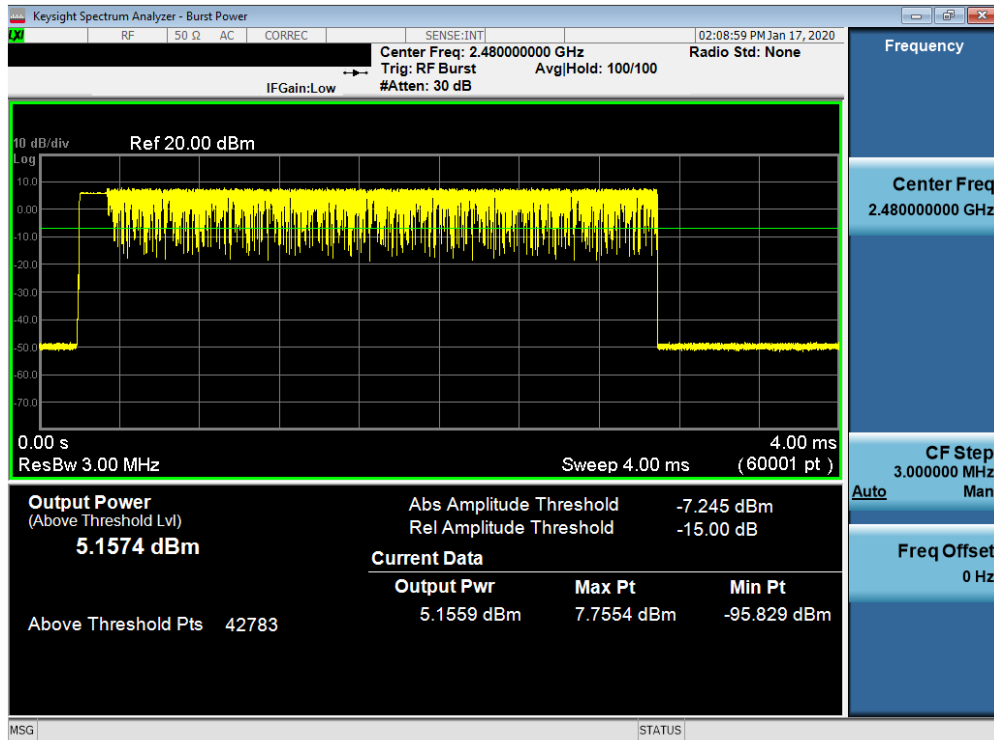 Keysight Spectrum Analyzer - Burst Power
LXI RF 50 Ω AC CORREC SENSE:INT 02:08:59 PM Jan 17, 2020
Center Freq: 2.480000000 GHz Radio Std: None
Trig: RF Burst Avg|Hold: 100/100
IFGain:Low #Atten: 30 dB
10 dB/div Ref 20.00 dBm
Log
10.0
0.00
-10.0
-20.0
-30.0
-40.0
-50.0
-60.0
-70.0
0.00 s 4.00 ms
ResBw 3.00 MHz Sweep 4.00 ms (60001 pt )
Output Power
(Above Threshold Lvl)
5.1574 dBm
Above Threshold Pts 42783
Abs Amplitude Threshold -7.245 dBm
Rel Amplitude Threshold -15.00 dB
Current Data
Output Pwr Max Pt Min Pt
5.1559 dBm 7.7554 dBm -95.829 dBm
MSG STATUS
Frequency
Center Freq
2.480000000 GHz
CF Step
3.000000 MHz
Auto Man
Freq Offset
0 Hz